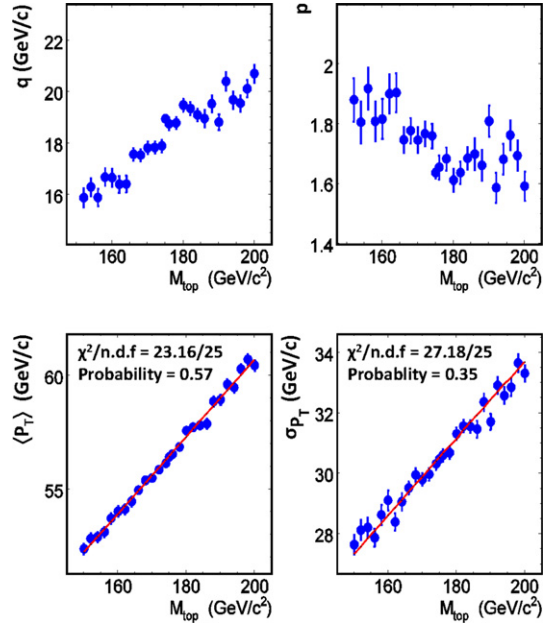 q (GeV/c)
22
20
18
16
160
180
200
M_top (GeV/c²)
p
2
1.8
1.6
1.4
160
180
200
M_top (GeV/c²)
⟨P_T⟩ (GeV/c)
χ²/n.d.f = 23.16/25
Probability = 0.57
60
55
160
180
200
M_top (GeV/c²)
σ_P_T (GeV/c)
χ²/n.d.f = 27.18/25
Probablity = 0.35
34
32
30
28
160
180
200
M_top (GeV/c²)